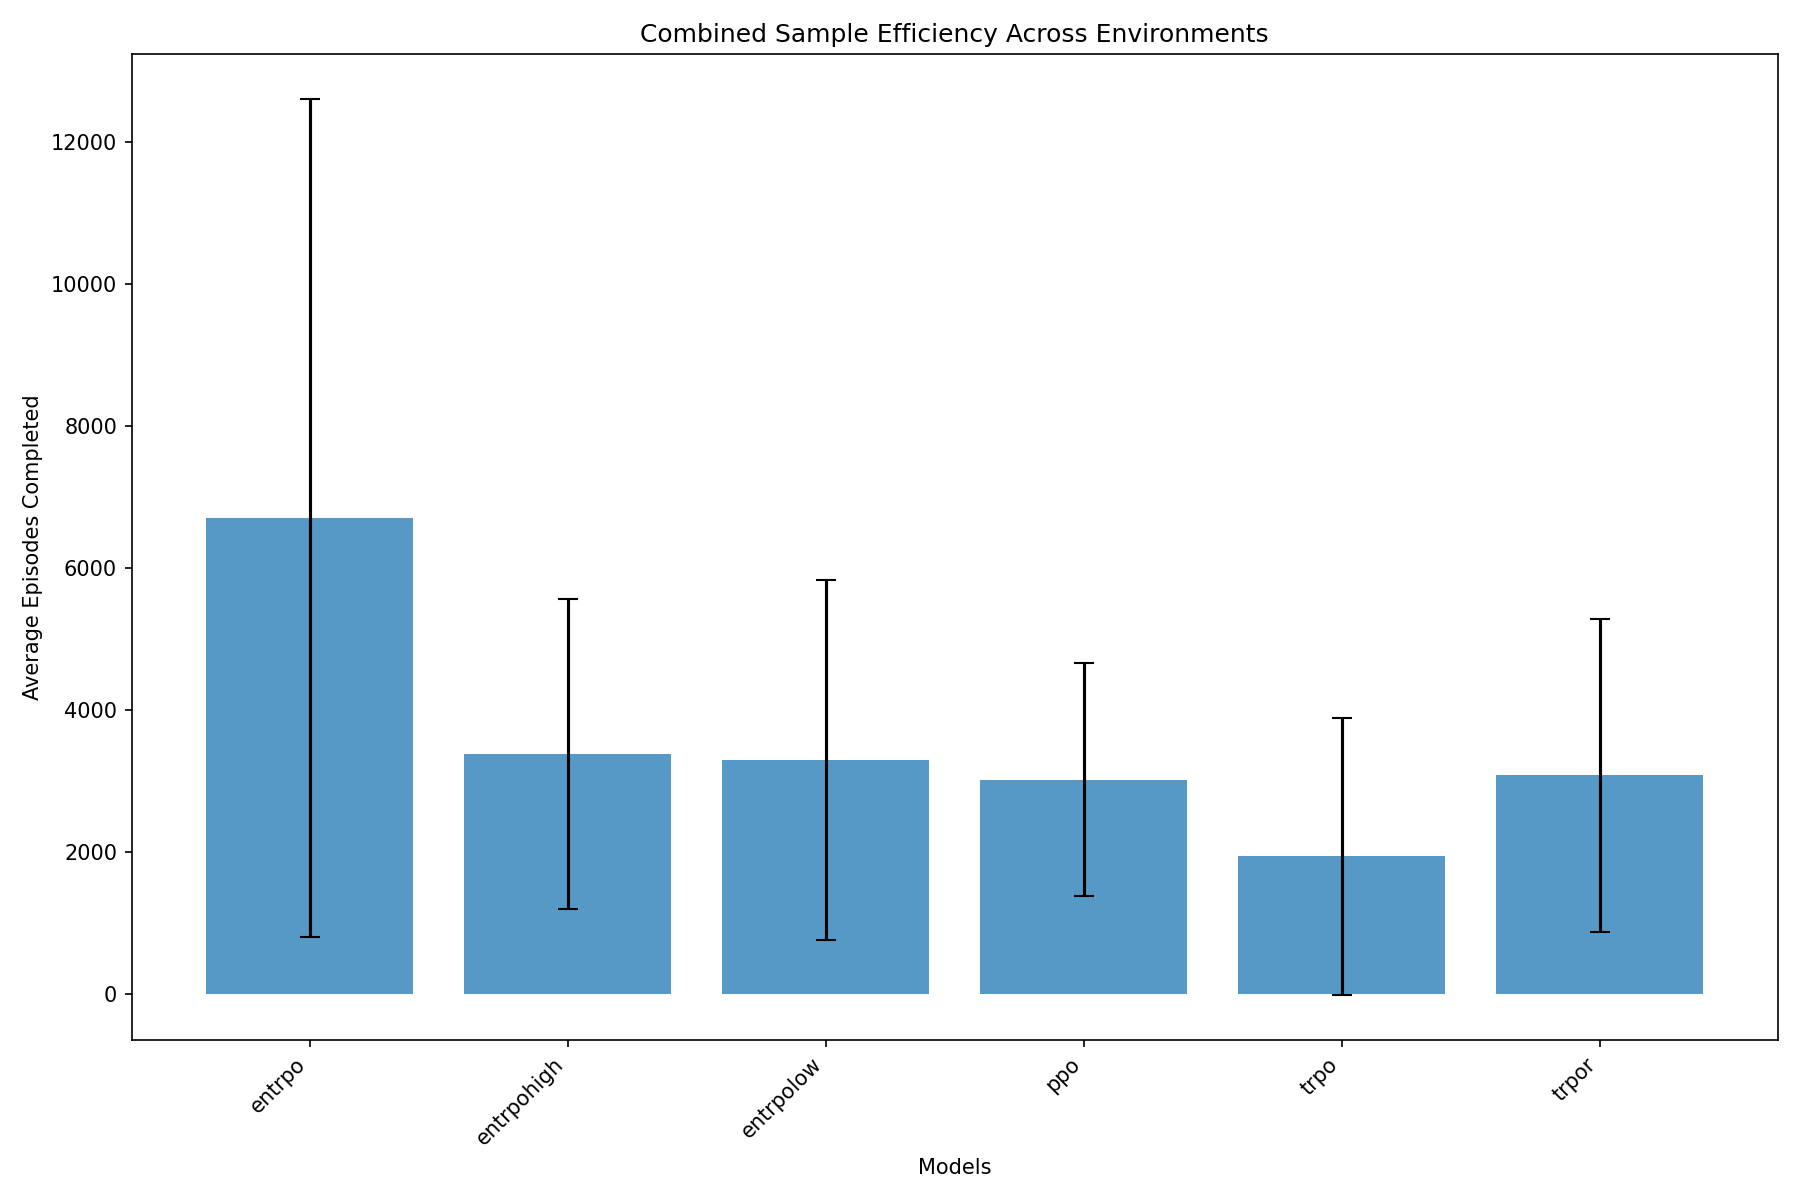 Combined Sample Efficiency Across Environments
Average Episodes Completed
12000
10000
8000
6000
4000
2000
0
entrpo
entrpohigh
entrpolow
ppo
trpo
trpor
Models